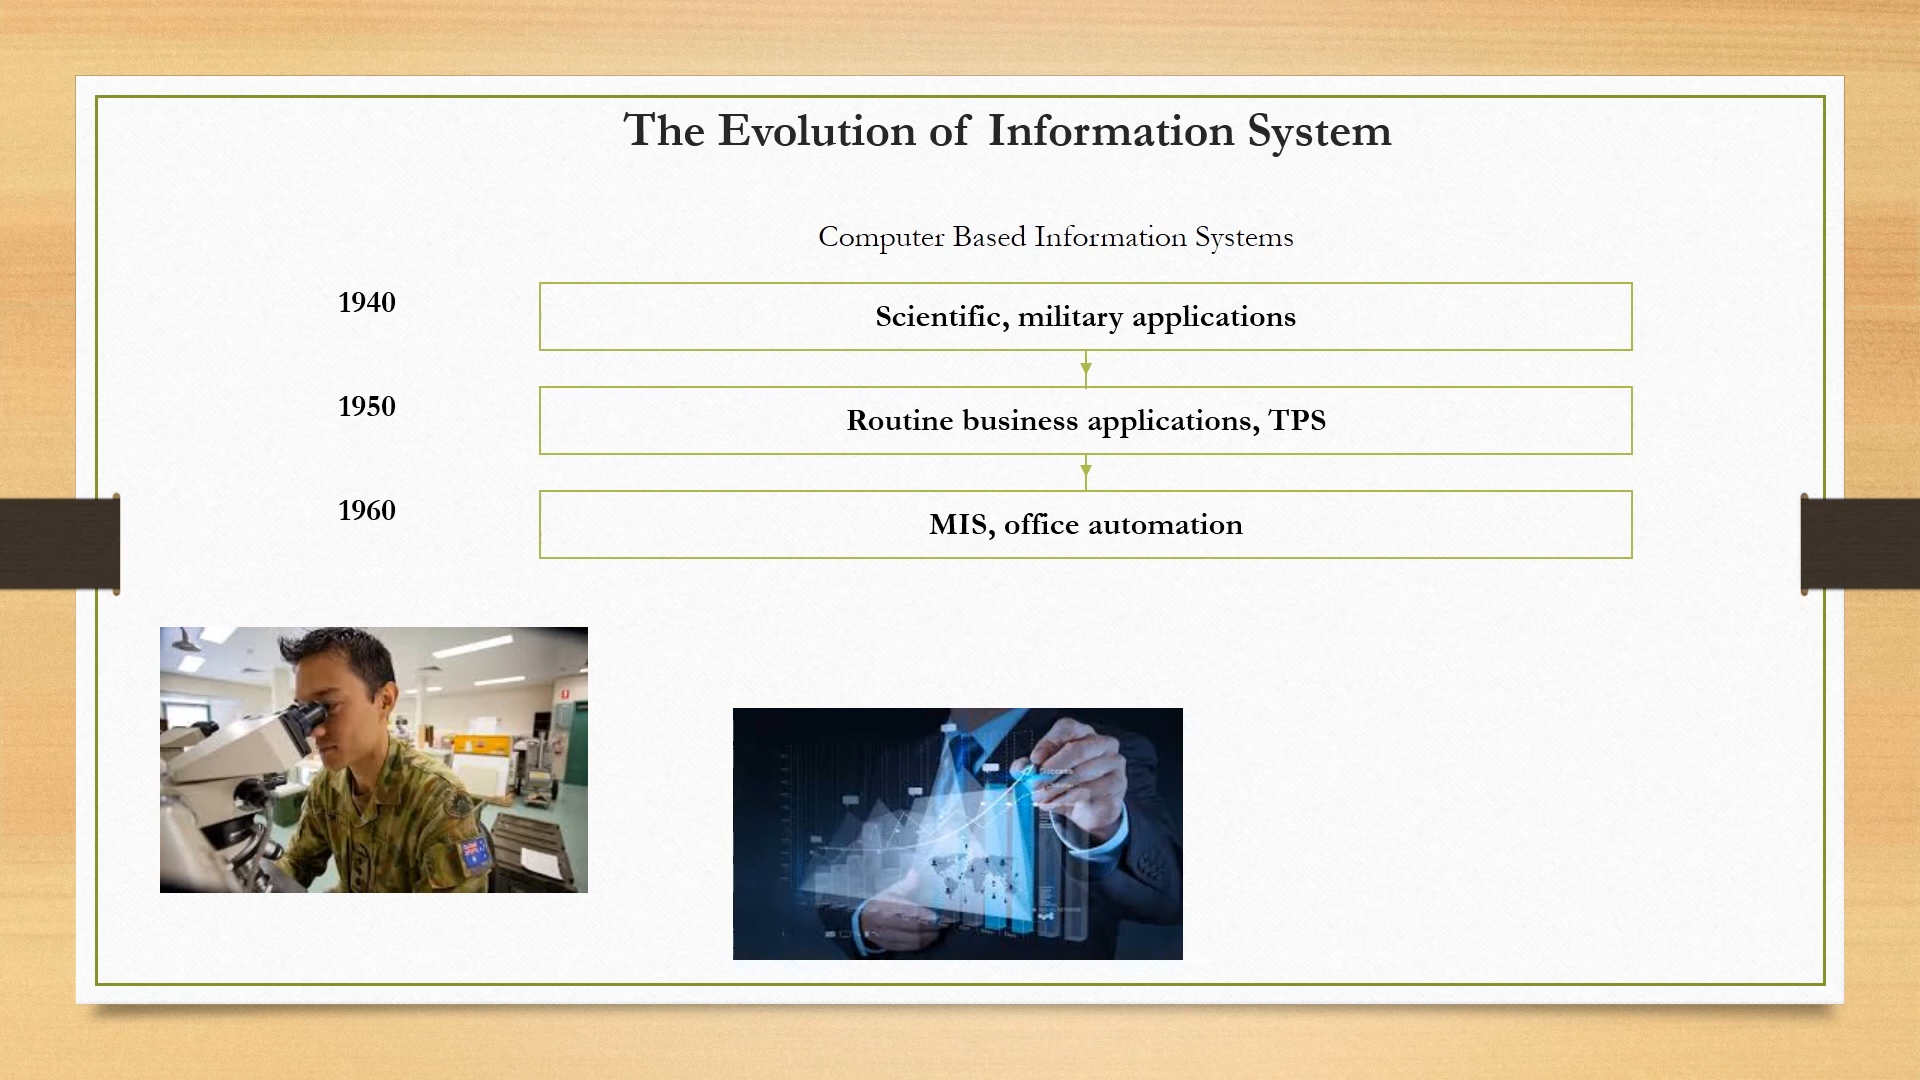 The Evolution of Information System
Computer Based Information Systems
1940
Scientific, military applications
1950
Routine business applications, TPS
1960
MIS, office automation
Success